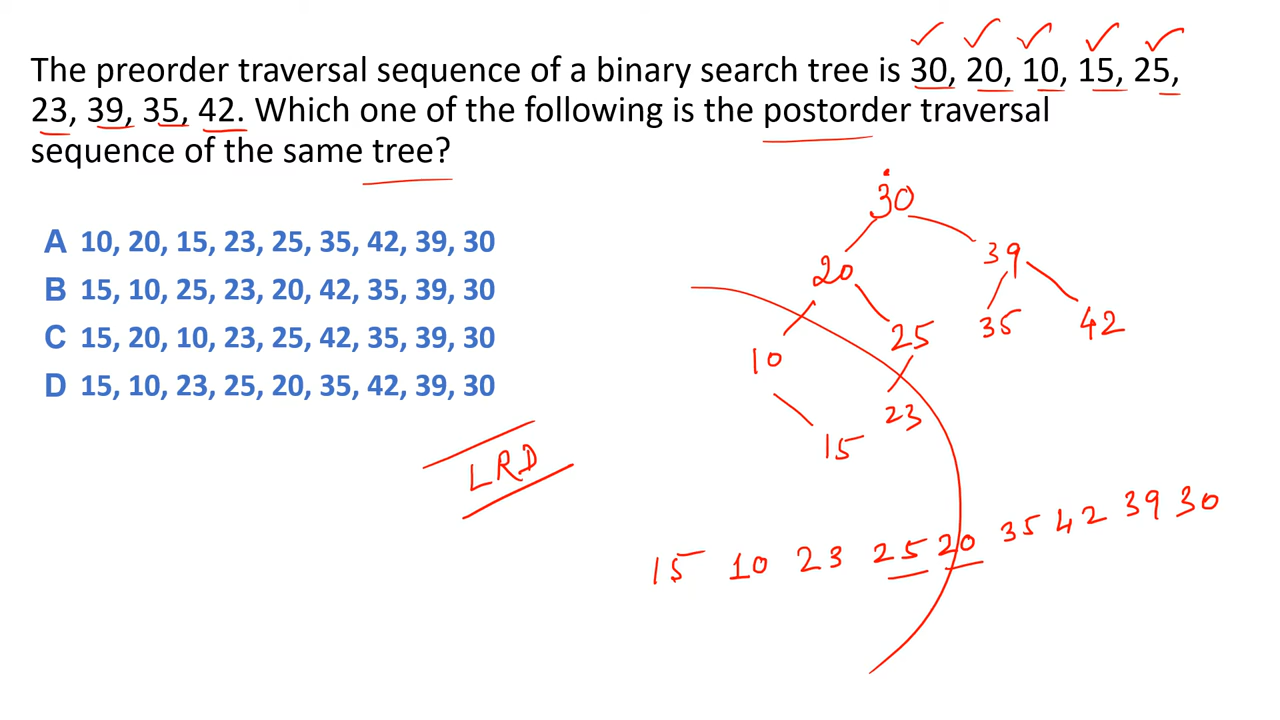 The preorder traversal sequence of a binary search tree is 30, 20, 10, 15, 25,
23, 39, 35, 42. Which one of the following is the postorder traversal
sequence of the same tree?
A 10, 20, 15, 23, 25, 35, 42, 39, 30
B 15, 10, 25, 23, 20, 42, 35, 39, 30
C 15, 20, 10, 23, 25, 42, 35, 39, 30
D 15, 10, 23, 25, 20, 35, 42, 39, 30
LRD
30
20 39
10 25 35 42
15 23
15 10 23 25 20 35 42 39 30